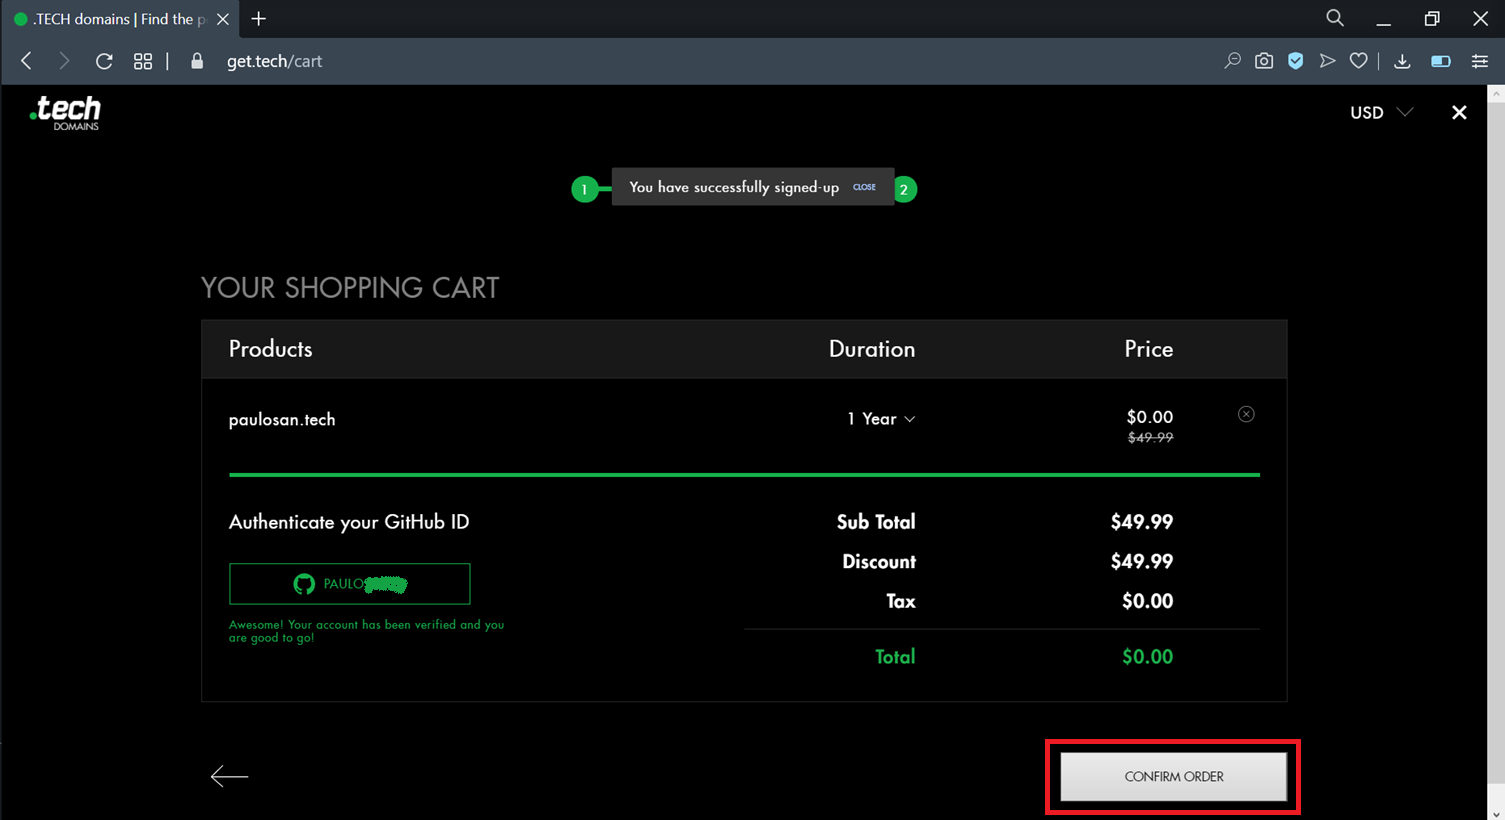 .TECH domains | Find the p
get.tech/cart
.tech
DOMAINS
USD
1
You have successfully signed-up CLOSE
2
YOUR SHOPPING CART
Products Duration Price
paulosan.tech 1 Year $0.00
$49.99
Authenticate your GitHub ID
Sub Total $49.99
Discount $49.99
PAULO
Tax $0.00
Awesome! Your account has been verified and you
are good to go!
Total $0.00
CONFIRM ORDER